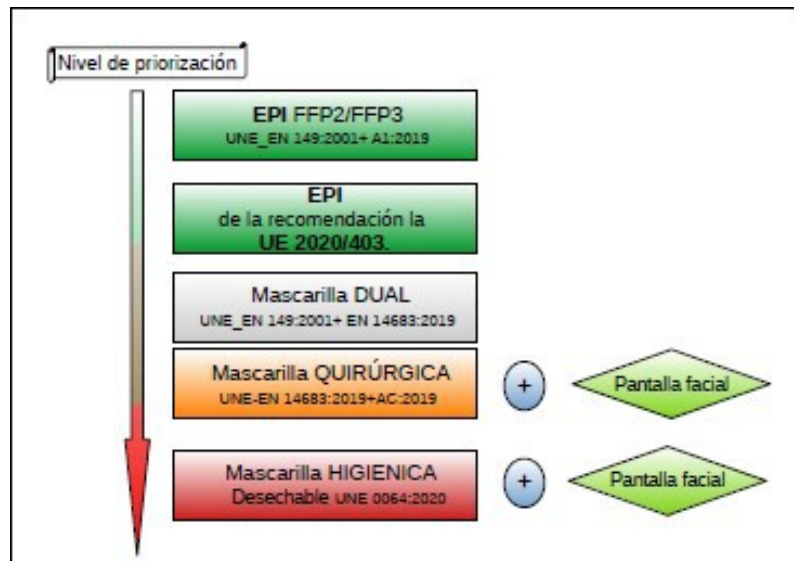 Nivel de priorización
EPI FFP2/FFP3
UNE_EN 149:2001+ A1:2019
EPI
de la recomendación la
UE 2020/403.
Mascarilla DUAL
UNE_EN 149:2001+ EN 14683:2019
Mascarilla QUIRÚRGICA
UNE-EN 14683:2019+AC:2019
+
Pantalla facial
Mascarilla HIGIENICA
Desechable UNE 0064:2020
+
Pantalla facial